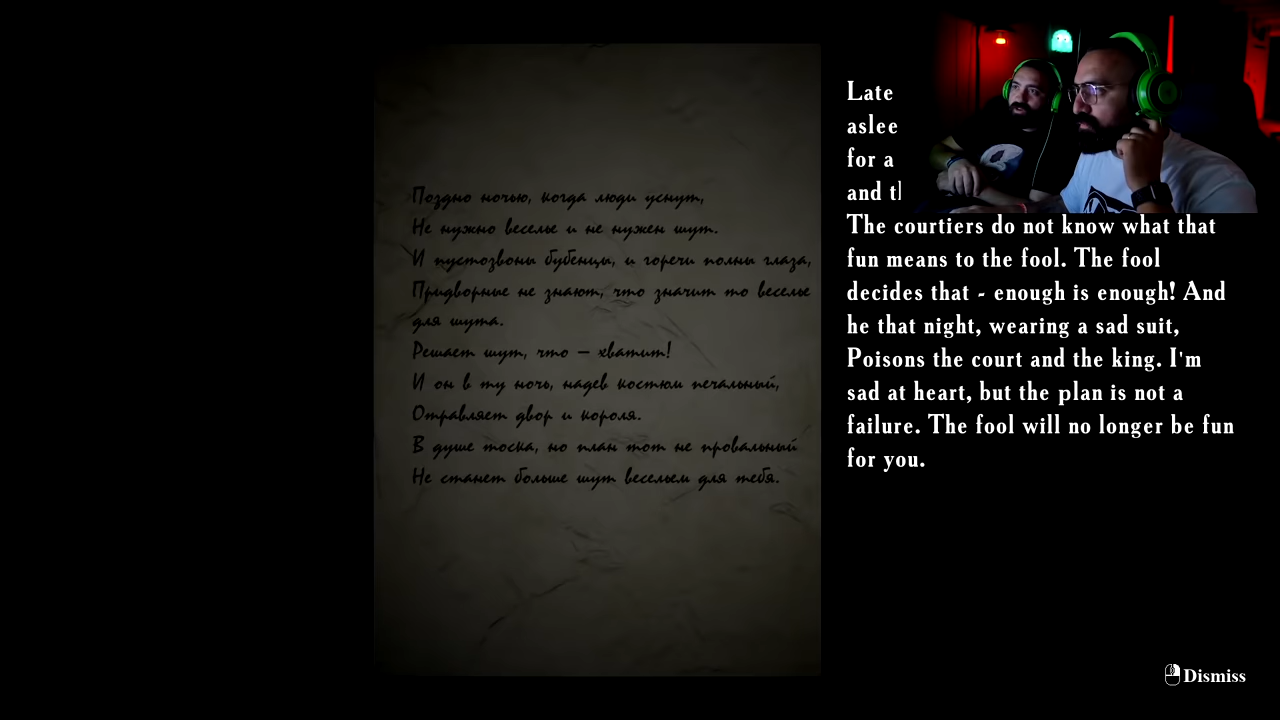 Поздно ночью, когда люди уснут,
Не нужно веселье и не нужен шут.
И пустозвоны бубенцы, и горечи полны глаза,
Придворные не знают, что значит то веселье
для шута.
Решает шут, что – хватит!
И он в ту ночь, надев костюм печальный,
Отравляет двор и короля.
В душе тоска, но план тот не провальный
Не станет больше шут весельем для тебя.
Late
for a
and
The courtiers do not know what that
fun means to the fool. The fool
decides that - enough is enough! And
he that night, wearing a sad suit,
Poisons the court and the king. I'm
sad at heart, but the plan is not a
failure. The fool will no longer be fun
for you.
Dismiss